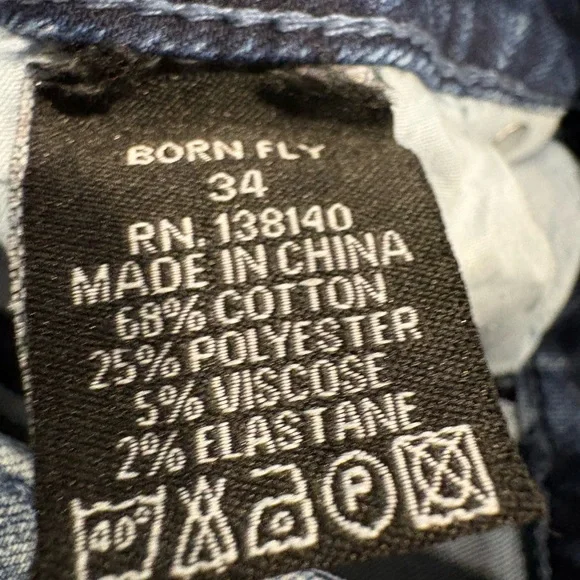 BORN FLY
34
RN. 138140
MADE IN CHINA
68% COTTON
25% POLYESTER
5% VISCOSE
2% ELASTANE
40° P